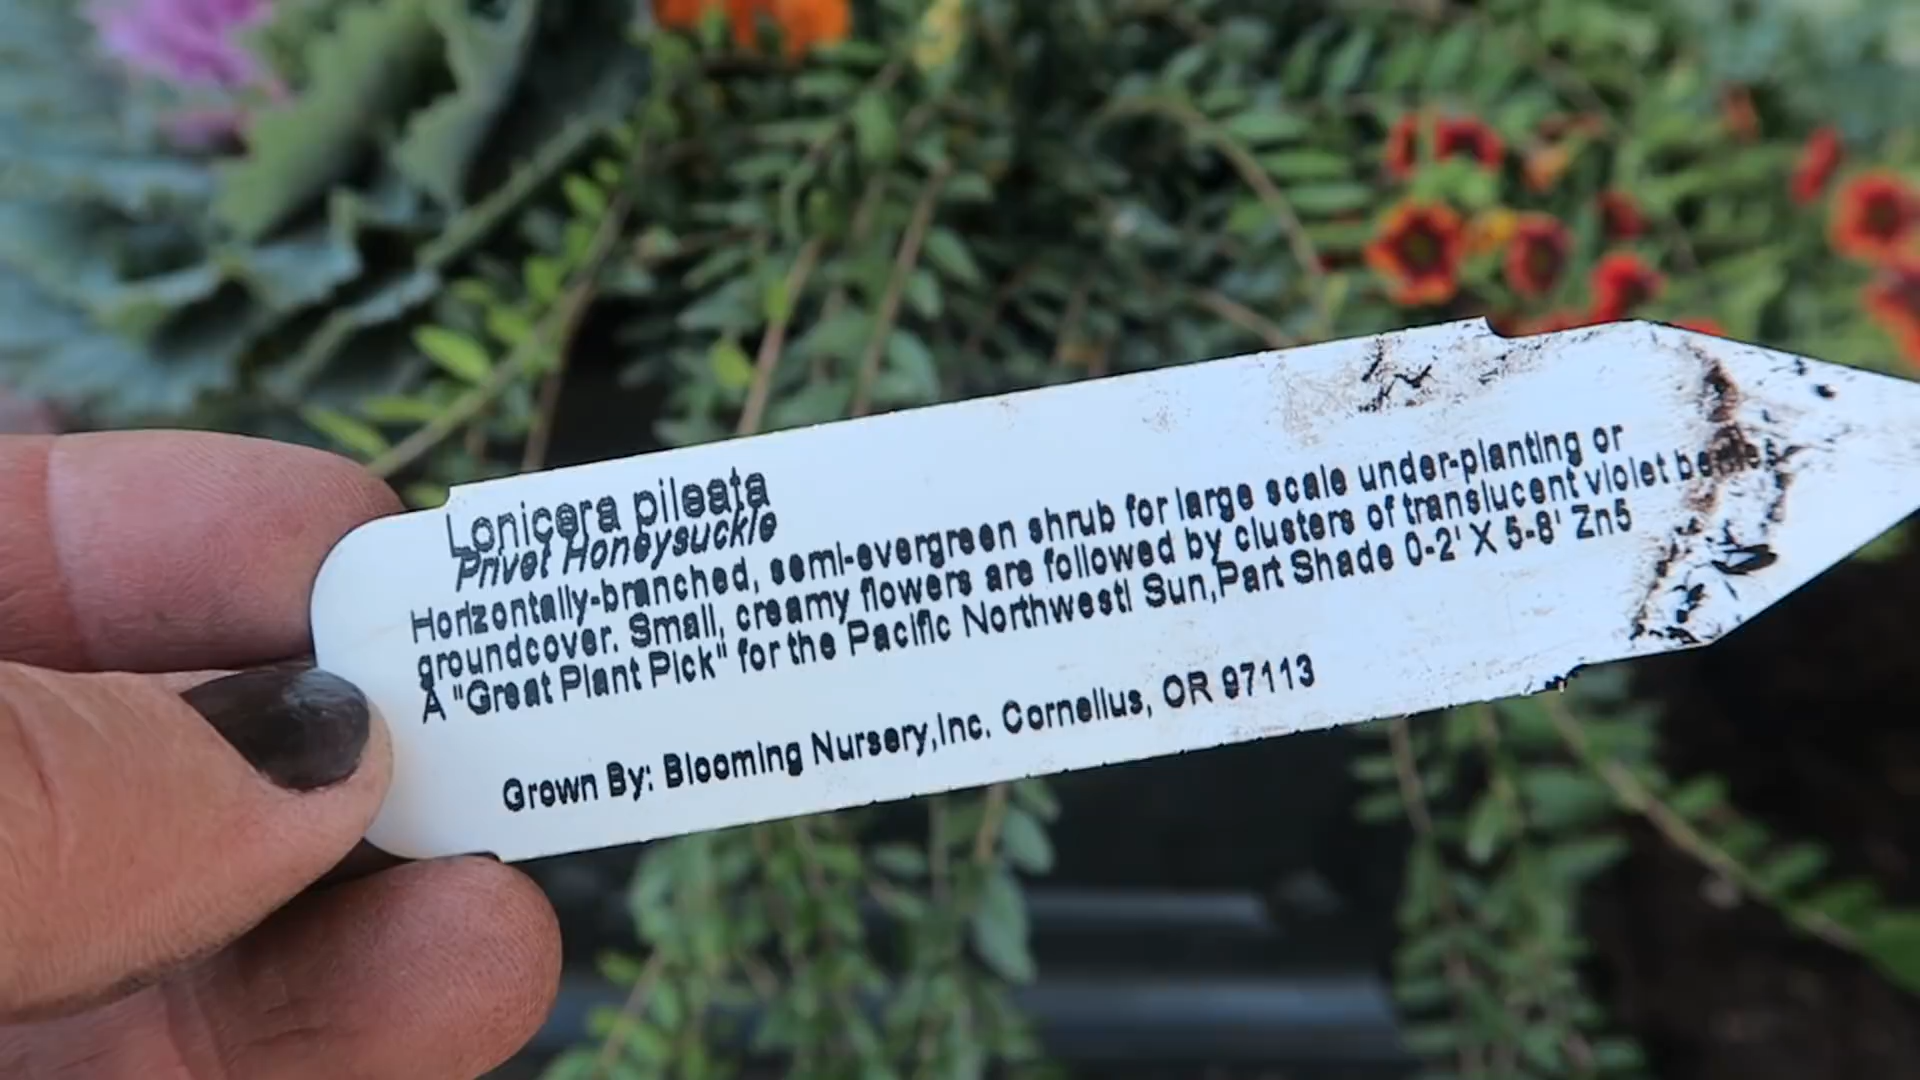 Lonicera pileata
Privet Honeysuckle
Horizontally-branched, semi-evergreen shrub for large scale under-planting or
groundcover. Small, creamy flowers are followed by clusters of translucent violet berries.
A "Great Plant Pick" for the Pacific Northwest! Sun,Part Shade 0-2' X 5-8' Zn5
Grown By: Blooming Nursery,Inc. Cornelius, OR 97113